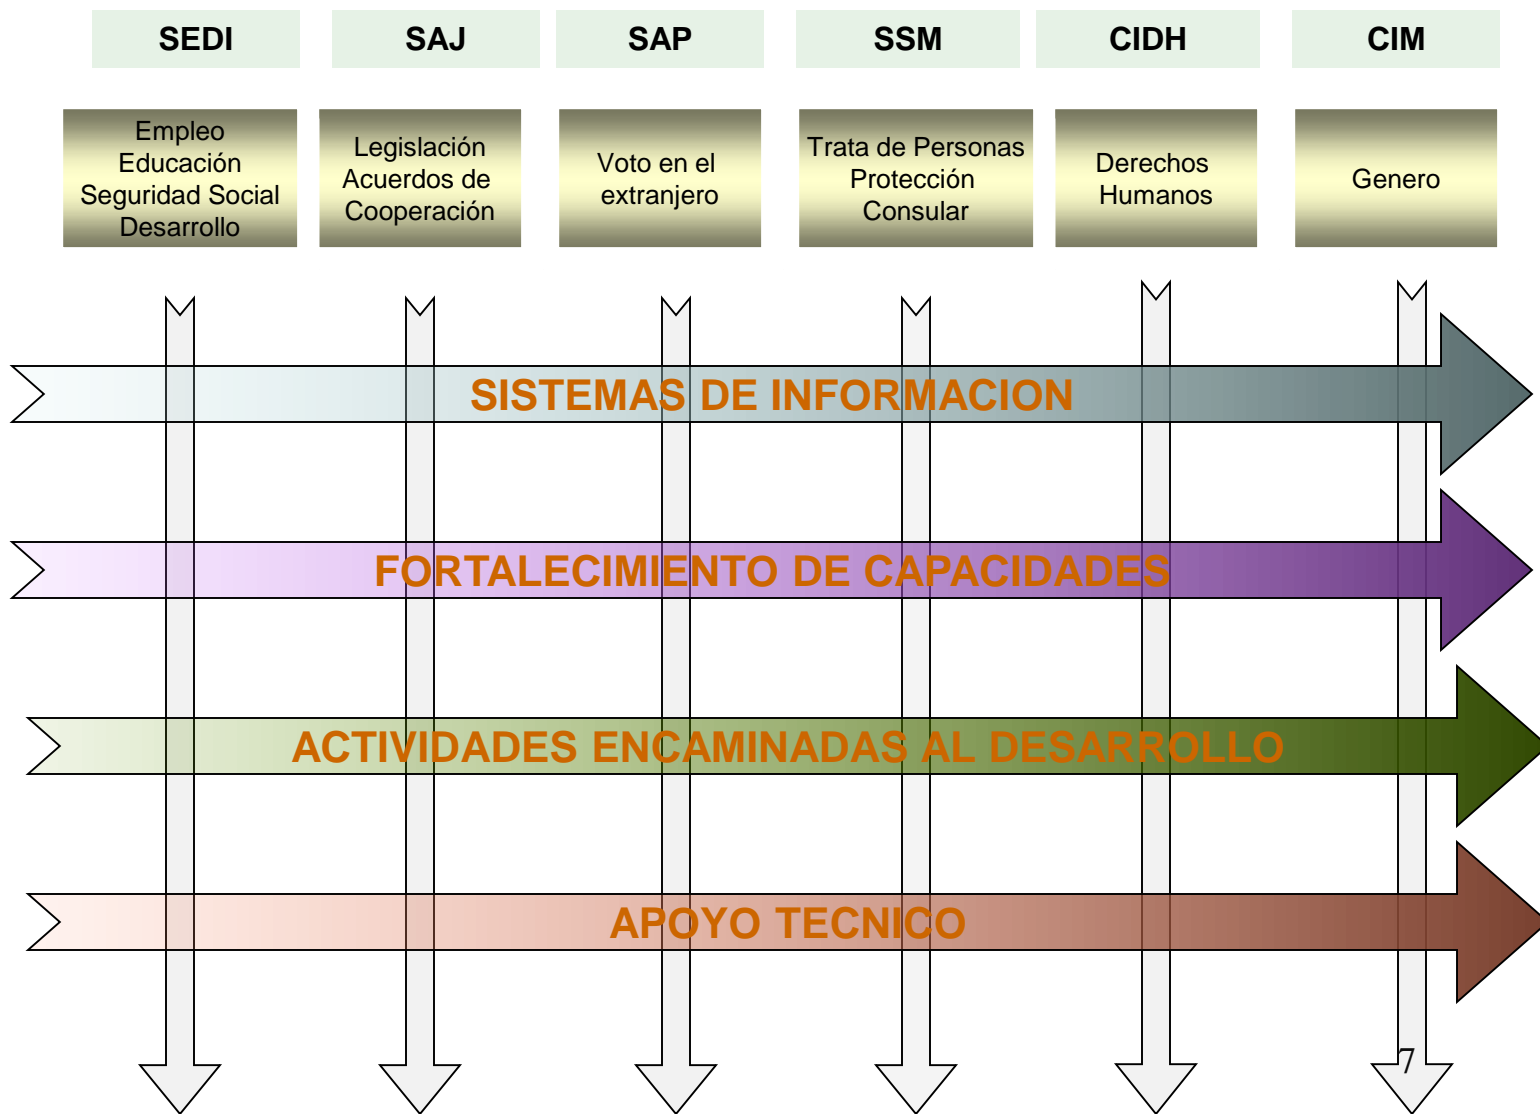 SEDI
SAJ
SAP
SSM
CIDH
CIM
Empleo
Educación
Seguridad Social
Desarrollo
Legislación
Acuerdos de
Cooperación
Voto en el
extranjero
Trata de Personas
Protección
Consular
Derechos
Humanos
Genero
SISTEMAS DE INFORMACION
FORTALECIMIENTO DE CAPACIDADES
ACTIVIDADES ENCAMINADAS AL DESARROLLO
APOYO TECNICO
7